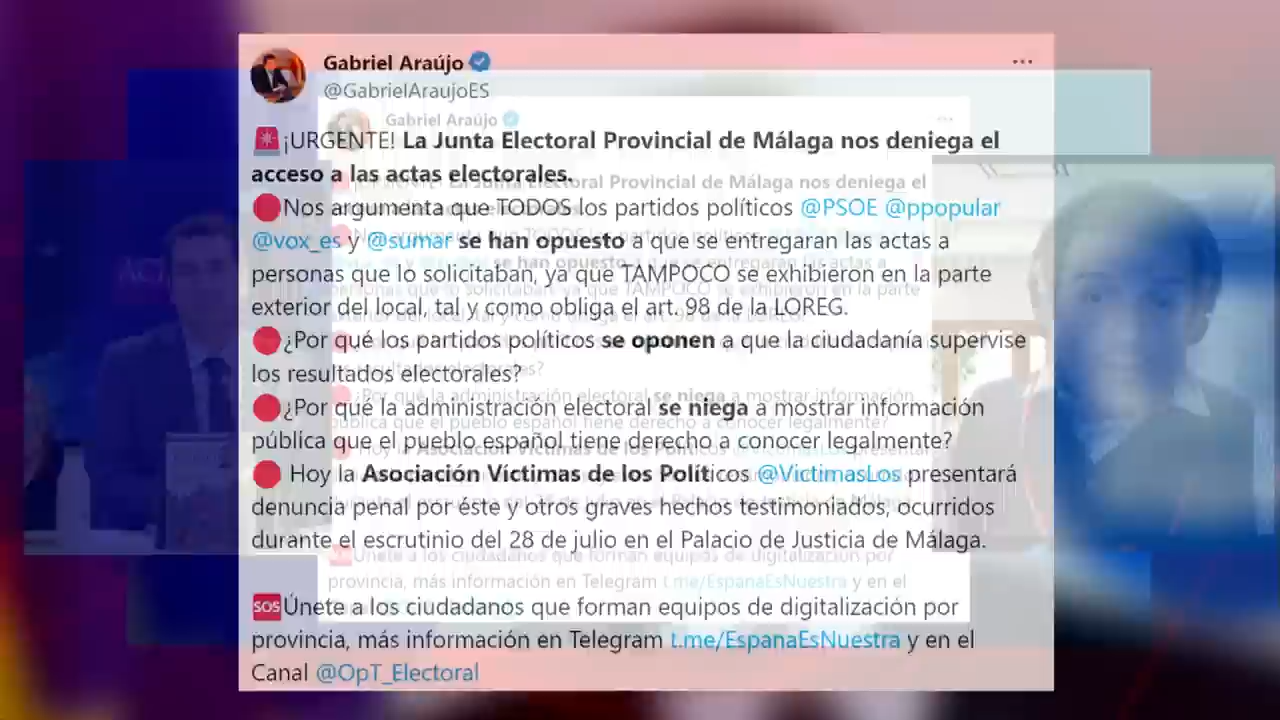 Gabriel Araújo
@GabrielAraujoES
¡URGENTE! La Junta Electoral Provincial de Málaga nos deniega el
acceso a las actas electorales.
Nos argumenta que TODOS los partidos políticos @PSOE @ppopular
@vox_es y @sumar se han opuesto a que se entregaran las actas a
personas que lo solicitaban, ya que TAMPOCO se exhibieron en la parte
exterior del local, tal y como obliga el art. 98 de la LOREG.
¿Por qué los partidos políticos se oponen a que la ciudadanía supervise
los resultados electorales?
¿Por qué la administración electoral se niega a mostrar información
pública que el pueblo español tiene derecho a conocer legalmente?
Hoy la Asociación Víctimas de los Políticos @VictimasLos presentará
denuncia penal por éste y otros graves hechos testimoniados, ocurridos
durante el escrutinio del 28 de julio en el Palacio de Justicia de Málaga.
SOS Únete a los ciudadanos que forman equipos de digitalización por
provincia, más información en Telegram t.me/EspanaEsNuestra y en el
Canal @OpT_Electoral